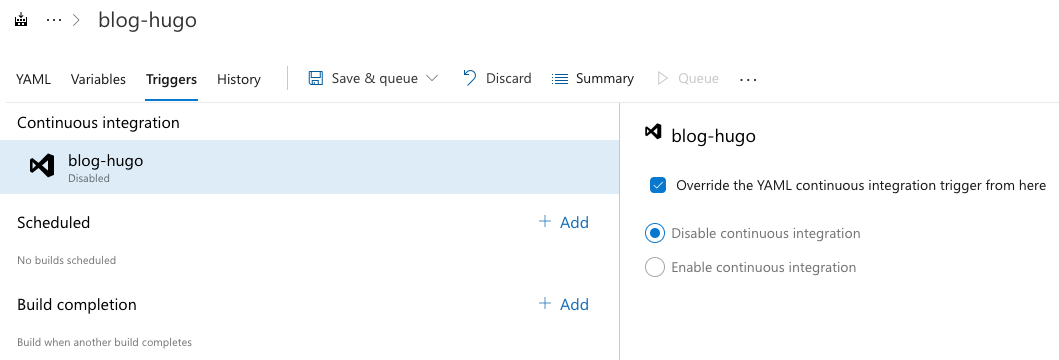 ... > blog-hugo
YAML Variables Triggers History Save & queue Discard Summary Queue ...
Continuous integration
blog-hugo
Disabled
Scheduled + Add
No builds scheduled
Build completion + Add
Build when another build completes
blog-hugo
Override the YAML continuous integration trigger from here
Disable continuous integration
Enable continuous integration